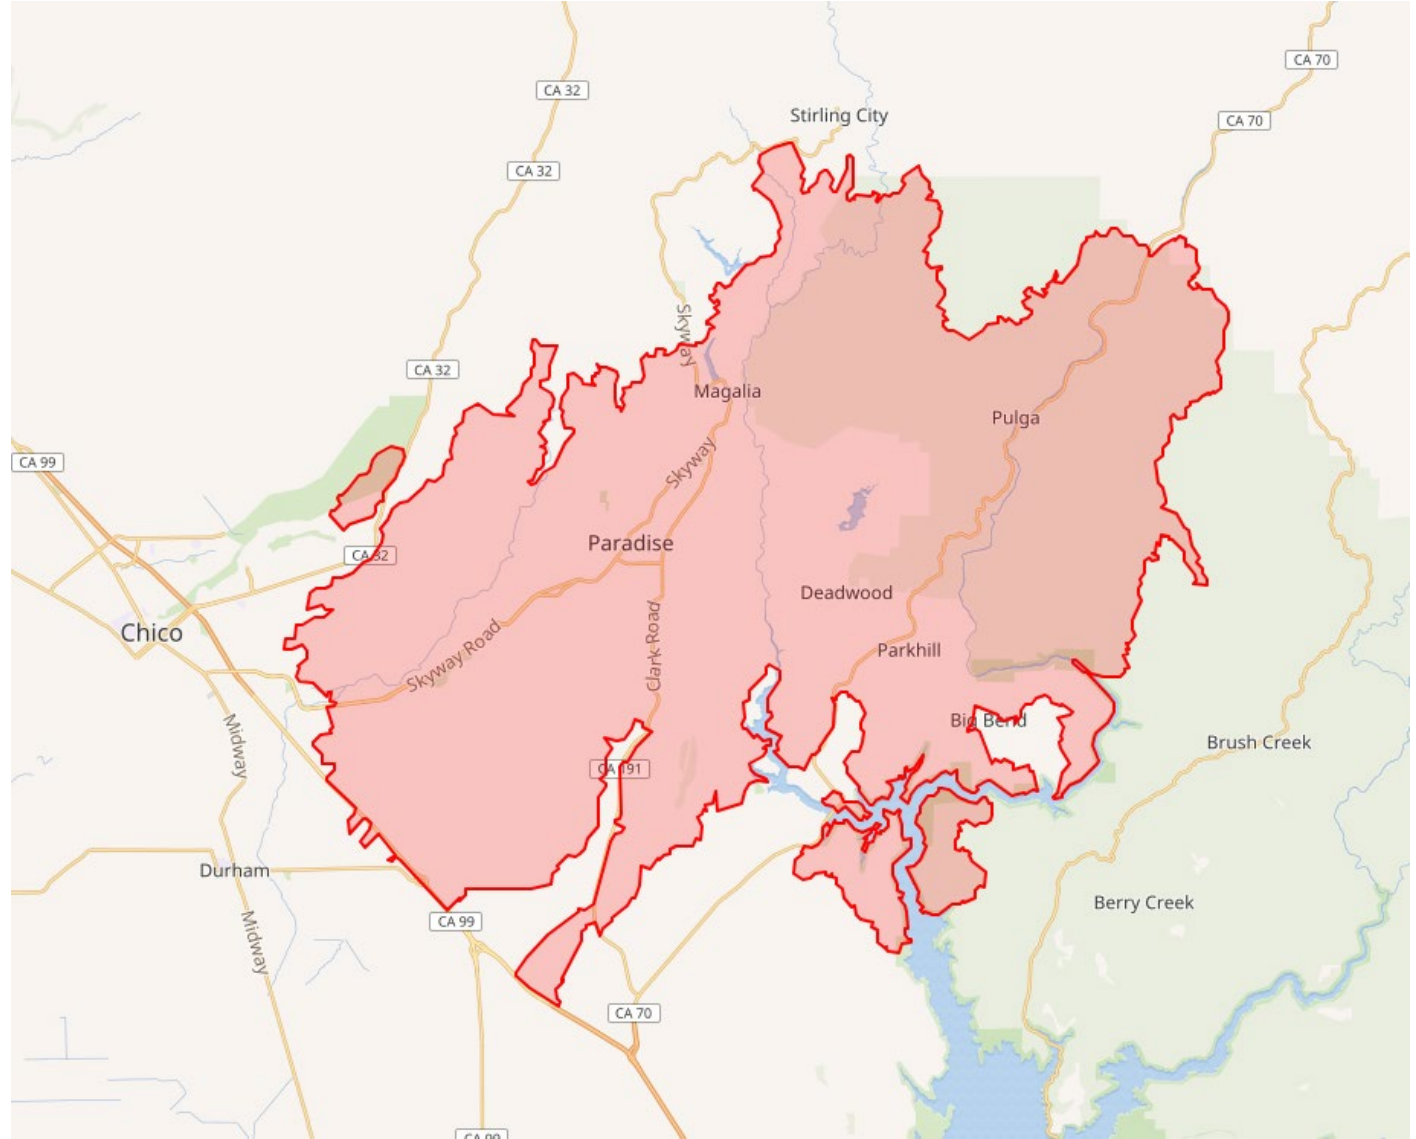 CA 70
CA 32
Stirling City
CA 70
CA 32
Skyway
CA 32
Magalia
Pulga
CA 99
Skyway
Paradise
CA 32
Deadwood
Chico
Parkhill
Skyway Road
Clark Road
Big Bend
Midway
Brush Creek
CA 191
Durham
Berry Creek
CA 99
Midway
CA 70
CA 99